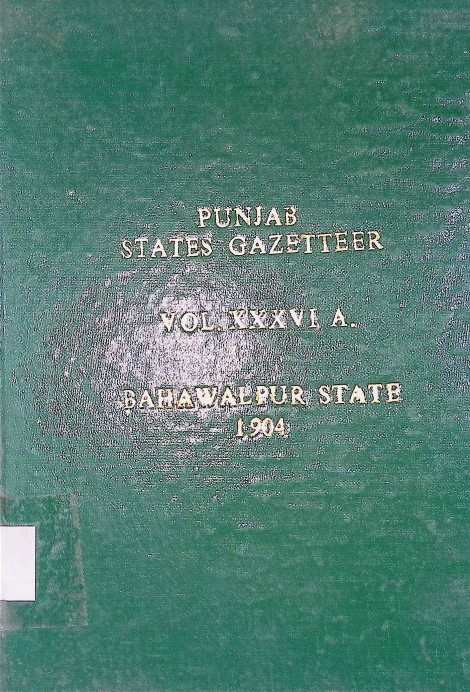 PUNJAB
STATES GAZETTEER
VOL. XXXVI A.
BAHAWALPUR STATE
1904